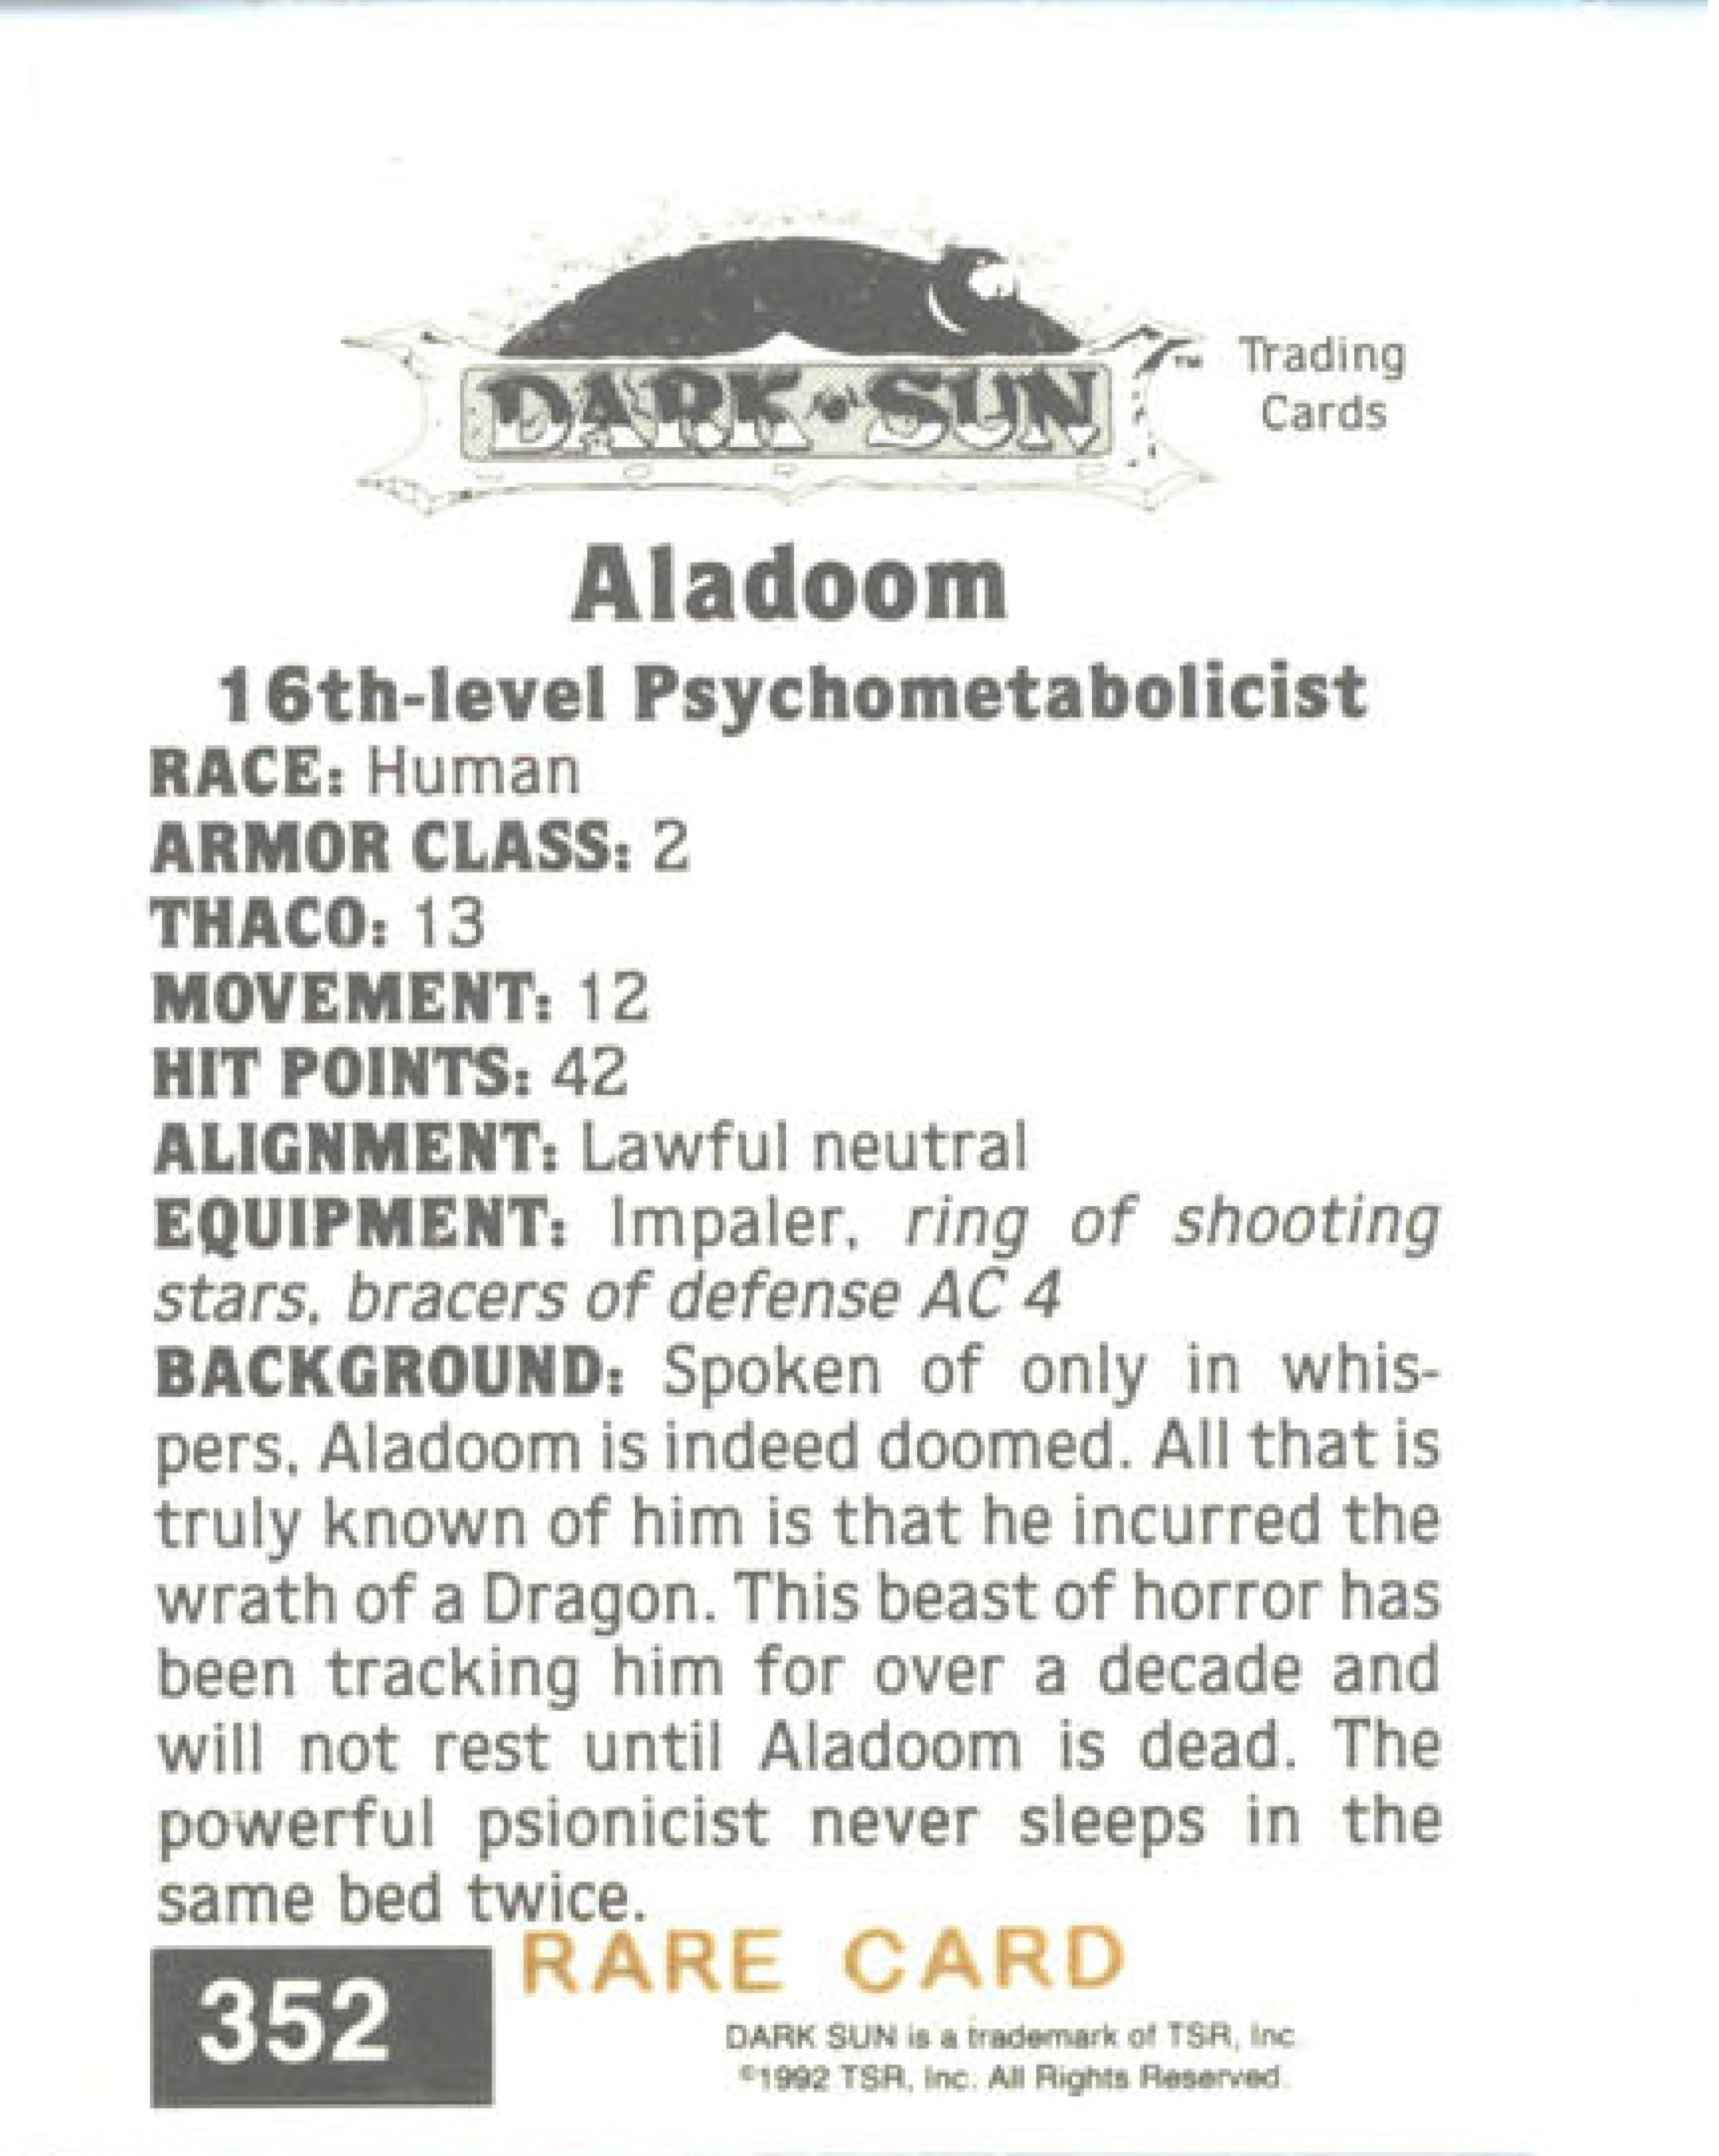 DARK SUN™
Trading
Cards
Aladoom
16th-level Psychometabolicist
RACE: Human
ARMOR CLASS: 2
THACO: 13
MOVEMENT: 12
HIT POINTS: 42
ALIGNMENT: Lawful neutral
EQUIPMENT: Impaler, ring of shooting
stars, bracers of defense AC 4
BACKGROUND: Spoken of only in whis-
pers, Aladoom is indeed doomed. All that is
truly known of him is that he incurred the
wrath of a Dragon. This beast of horror has
been tracking him for over a decade and
will not rest until Aladoom is dead. The
powerful psionicist never sleeps in the
same bed twice.
RARE CARD
352
DARK SUN is a trademark of TSR, Inc.
©1992 TSR, Inc. All Rights Reserved.